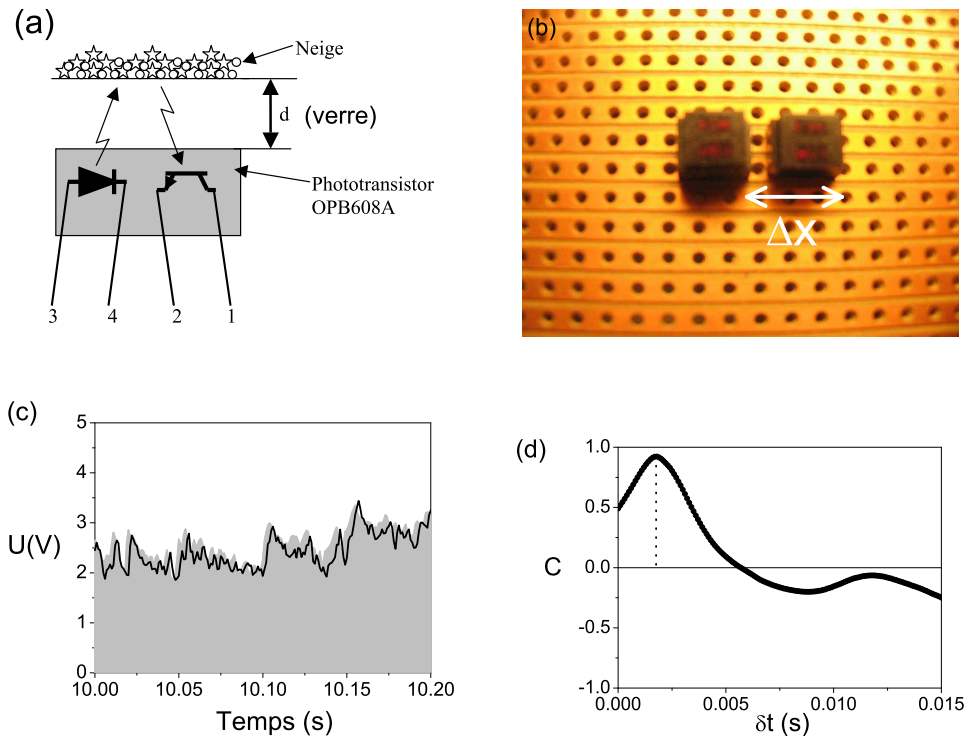 (a)
Neige
d (verre)
Phototransistor
OPB608A
3 4 2 1
(b)
Δx
(c)
5
4
3
2
1
0
U(V)
10.00 10.05 10.10 10.15 10.20
Temps (s)
(d)
1.0
0.5
0.0
-0.5
-1.0
C
0.000 0.005 0.010 0.015
δt (s)